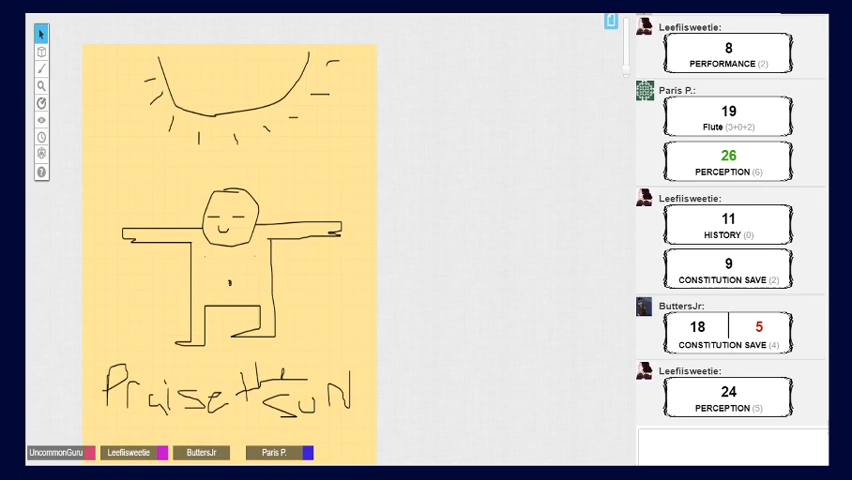 Praise the SUN
UncommonGuru
Leefiisweetie
ButtersJr
Paris P.
Leefiisweetie:
8
PERFORMANCE (2)
Paris P.:
19
Flute (3+0+2)
26
PERCEPTION (6)
Leefiisweetie:
11
HISTORY (0)
9
CONSTITUTION SAVE (2)
ButtersJr:
18 5
CONSTITUTION SAVE (4)
Leefiisweetie:
24
PERCEPTION (5)